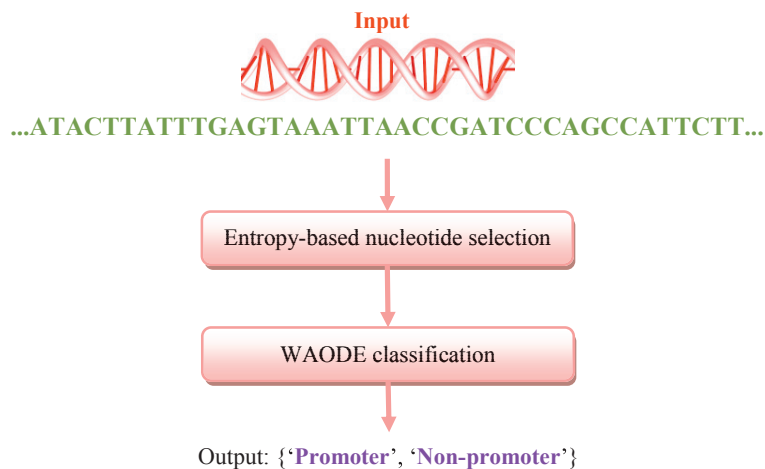 Input
...ATACTTATTTGAGTAAATTAACCGATCCCAGCCATTCTT...
Entropy-based nucleotide selection
WAODE classification
Output: {‘Promoter’, ‘Non-promoter’}